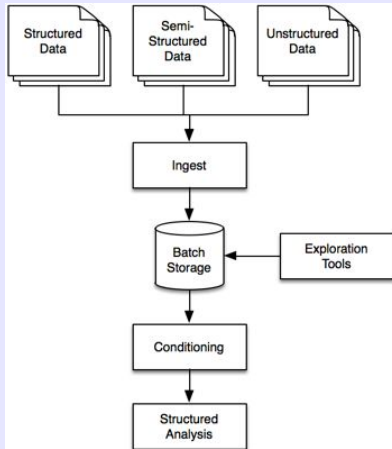 Structured
Data
Semi-
Structured
Data
Unstructured
Data
Ingest
Batch
Storage
Exploration
Tools
Conditioning
Structured
Analysis